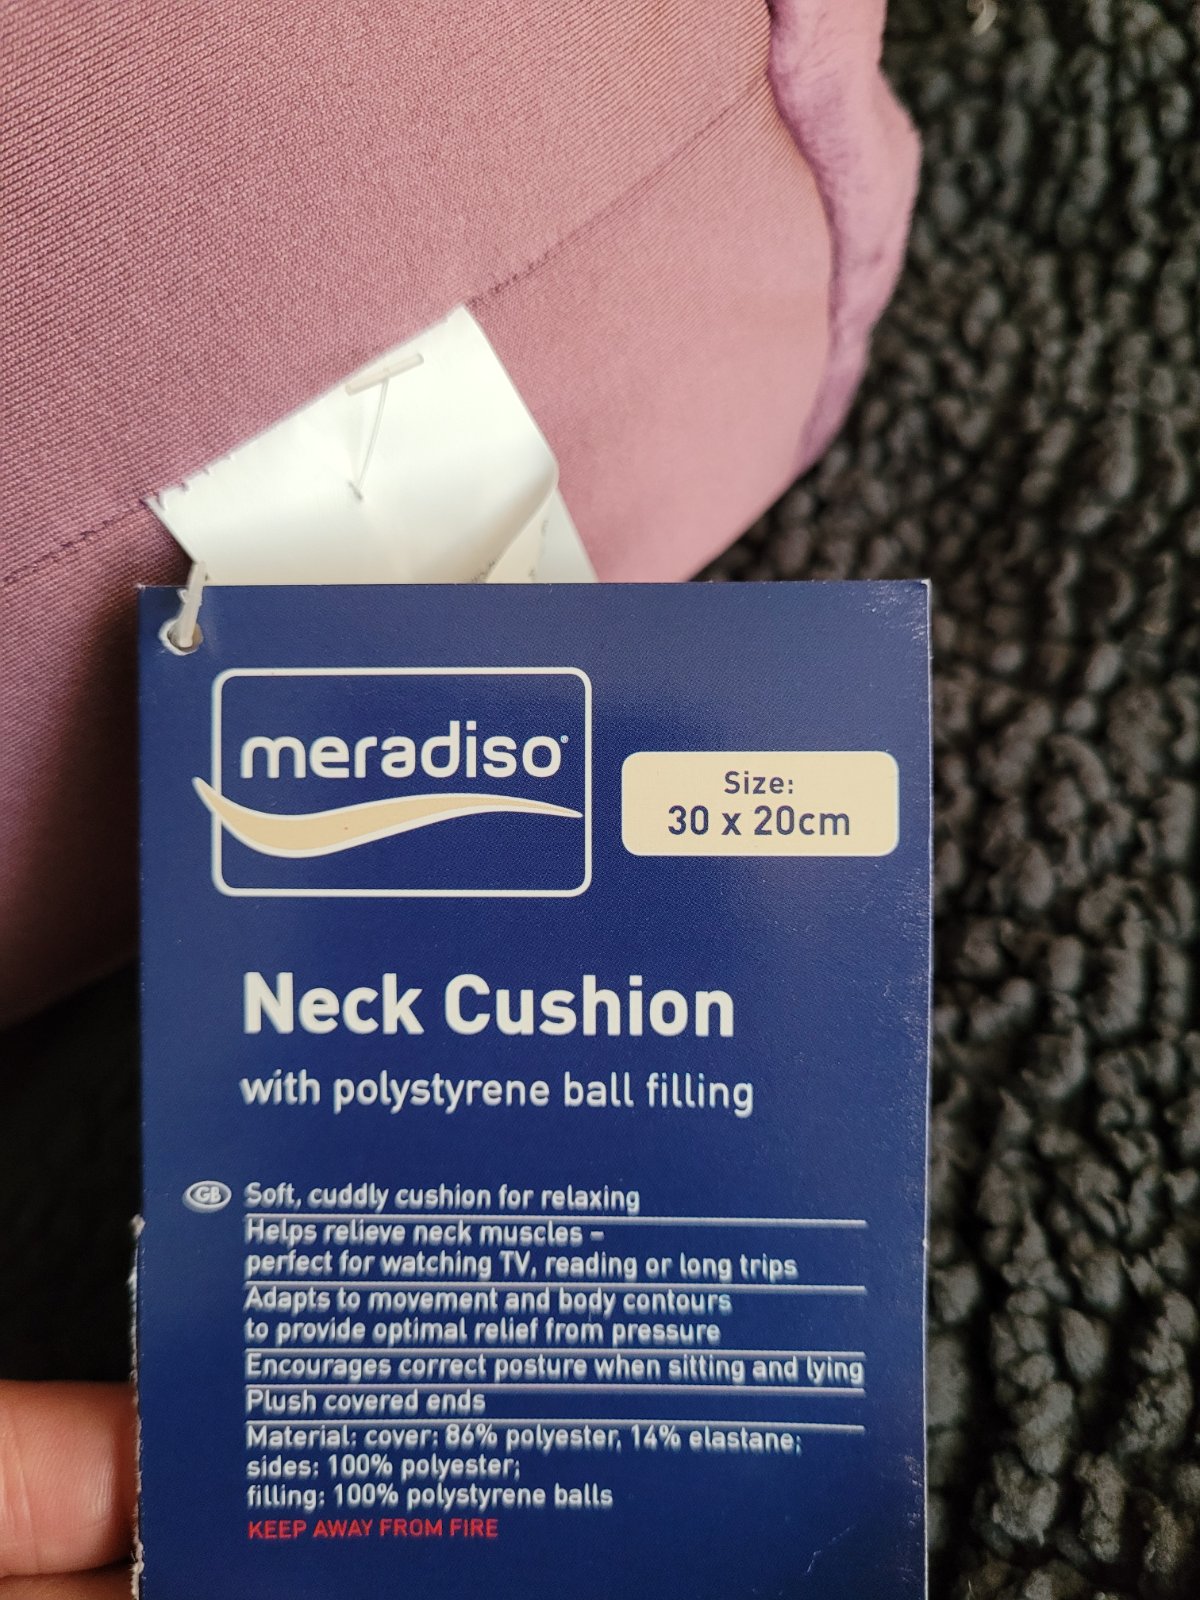 meradiso®
Size:
30 x 20cm
Neck Cushion
with polystyrene ball filling
GB Soft, cuddly cushion for relaxing
Helps relieve neck muscles –
perfect for watching TV, reading or long trips
Adapts to movement and body contours
to provide optimal relief from pressure
Encourages correct posture when sitting and lying
Plush covered ends
Material: cover: 86% polyester, 14% elastane;
sides: 100% polyester;
filling: 100% polystyrene balls
KEEP AWAY FROM FIRE